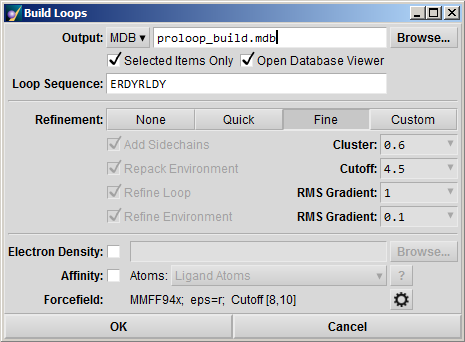 Build Loops
Output: MDB proloop_build.mdb Browse...
Selected Items Only Open Database Viewer
Loop Sequence: ERDYRLDY
Refinement: None Quick Fine Custom
Add Sidechains Cluster: 0.6
Repack Environment Cutoff: 4.5
Refine Loop RMS Gradient: 1
Refine Environment RMS Gradient: 0.1
Electron Density: Browse...
Affinity: Atoms: Ligand Atoms ?
Forcefield: MMFF94x; eps=r; Cutoff [8,10]
OK Cancel